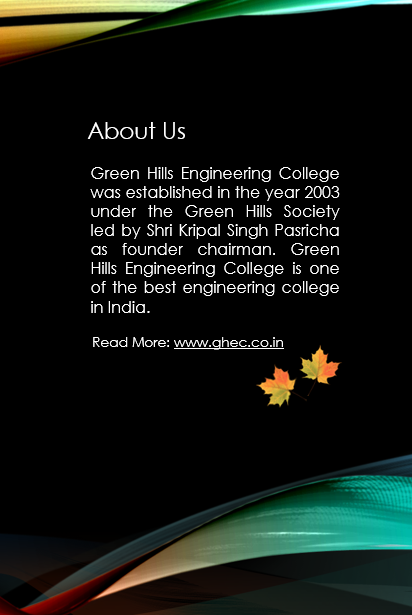 About Us
Green Hills Engineering College
was established in the year 2003
under the Green Hills Society
led by Shri Kripal Singh Pasricha
as founder chairman. Green
Hills Engineering College is one
of the best engineering college
in India.
Read More: www.ghec.co.in